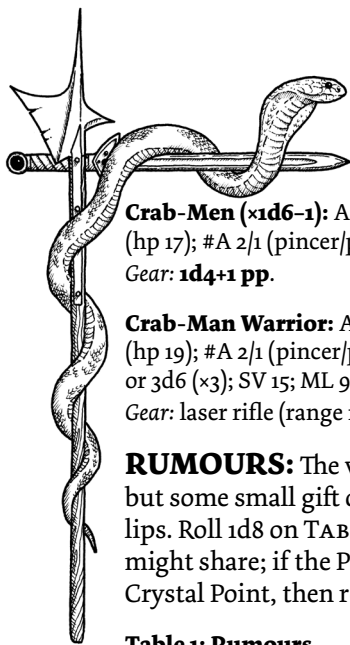 Crab-Men (×1d6–1): A
(hp 17); #A 2/1 (pincer/
Gear: 1d4+1 pp.
Crab-Man Warrior: A
(hp 19); #A 2/1 (pincer/
or 3d6 (×3); SV 15; ML 9
Gear: laser rifle (range
RUMOURS: The
but some small gift
lips. Roll 1d8 on TAB
might share; if the P
Crystal Point, then
Table 1: Rumours